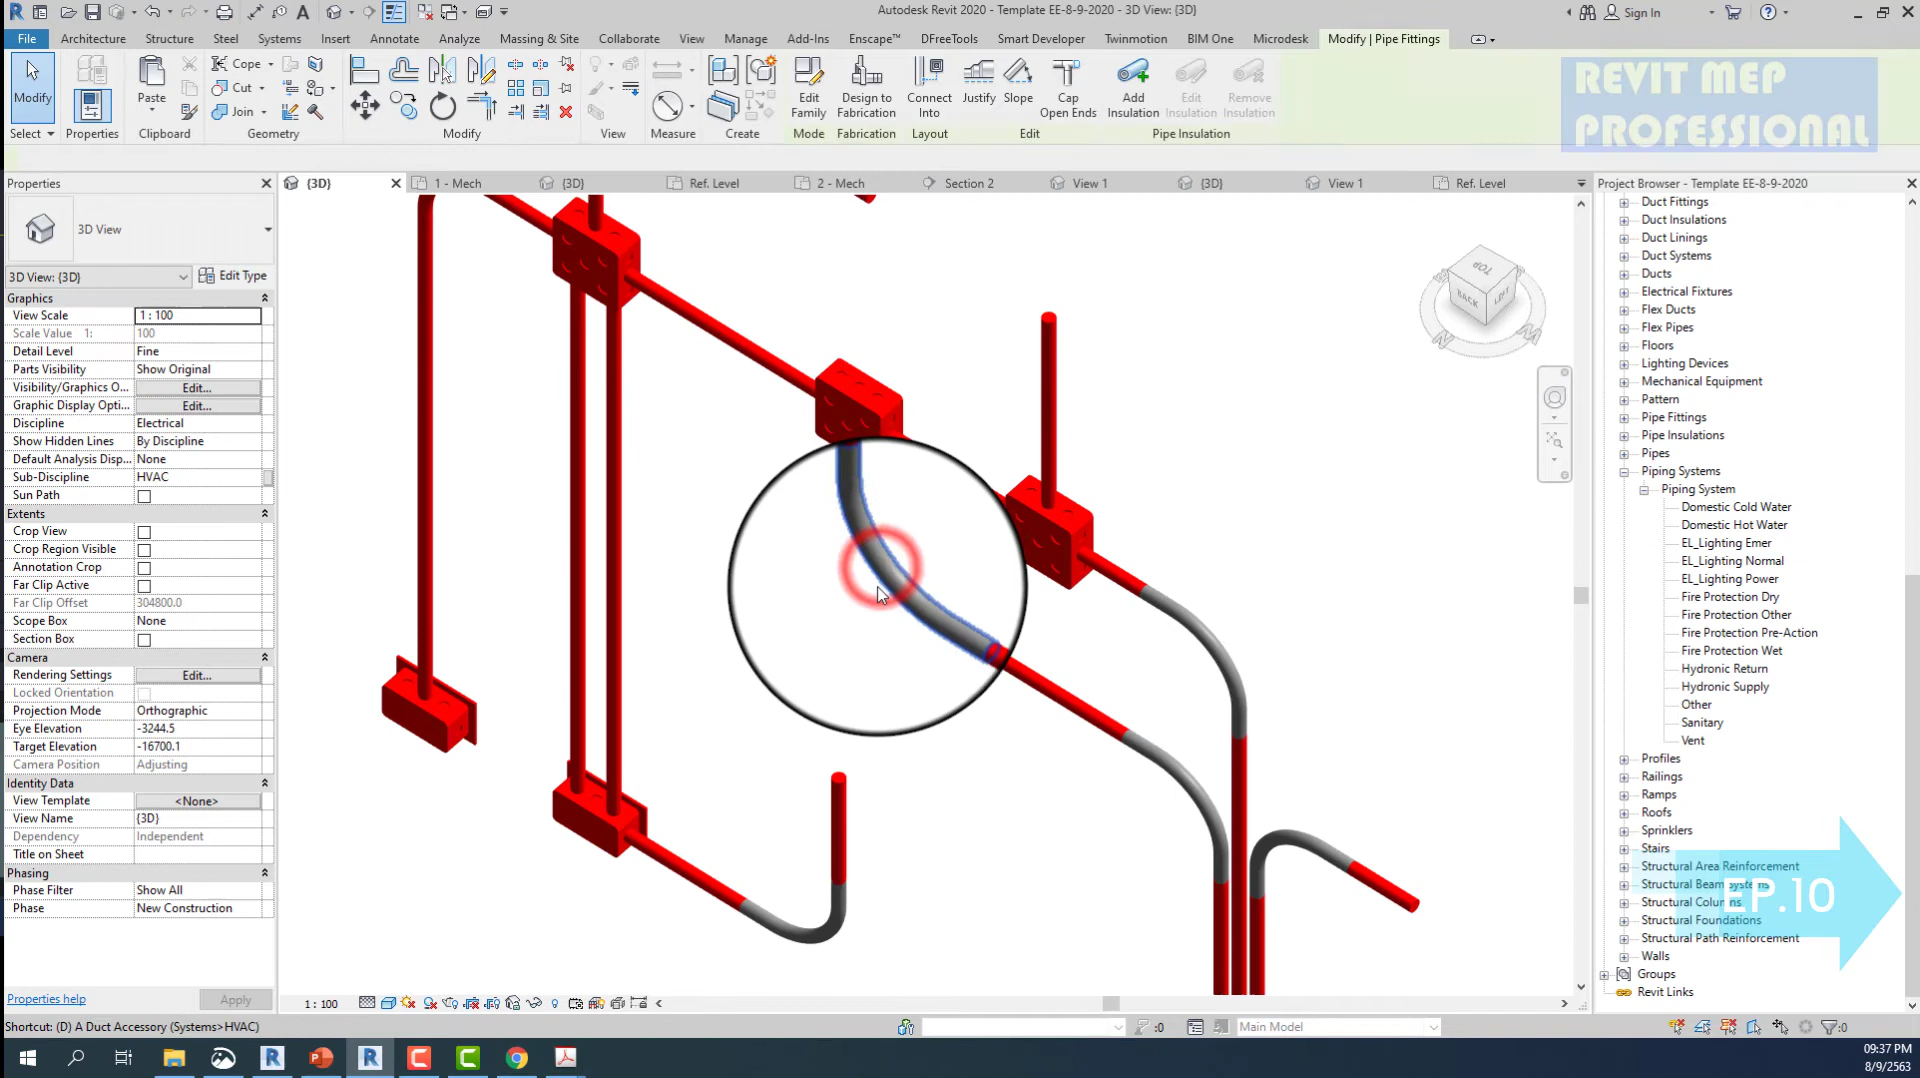 Autodesk Revit 2020 - Template EE-8-9-2020 - 3D View: {3D}
Sign In
File Architecture Structure Steel Systems Insert Annotate Analyze Massing & Site Collaborate View Manage Add-Ins Enscape™ DFreeTools Smart Developer Twinmotion BIM One Microdesk Modify | Pipe Fittings
Modify
Paste
Cope
Cut
Join
Edit Family
Design to Fabrication
Connect Into
Justify
Slope
Cap Open Ends
Add Insulation
Edit Insulation
Remove Insulation
Select Properties Clipboard Geometry Modify View Measure Create Mode Fabrication Layout Edit Pipe Insulation
REVIT MEP
PROFESSIONAL
Properties
{3D} 1 - Mech {3D} Ref. Level 2 - Mech Section 2 View 1 {3D} View 1 Ref. Level
Project Browser - Template EE-8-9-2020
3D View
3D View: {3D} Edit Type
Graphics
View Scale 1 : 100
Scale Value 1: 100
Detail Level Fine
Parts Visibility Show Original
Visibility/Graphics O... Edit...
Graphic Display Opti... Edit...
Discipline Electrical
Show Hidden Lines By Discipline
Default Analysis Disp... None
Sub-Discipline HVAC
Sun Path
Extents
Crop View
Crop Region Visible
Annotation Crop
Far Clip Active
Far Clip Offset 304800.0
Scope Box None
Section Box
Camera
Rendering Settings Edit...
Locked Orientation
Projection Mode Orthographic
Eye Elevation -3244.5
Target Elevation -16700.1
Camera Position Adjusting
Identity Data
View Template <None>
View Name {3D}
Dependency Independent
Title on Sheet
Phasing
Phase Filter Show All
Phase New Construction
Properties help Apply
TOP
BACK
LEFT
Duct Fittings
Duct Insulations
Duct Linings
Duct Systems
Ducts
Electrical Fixtures
Flex Ducts
Flex Pipes
Floors
Lighting Devices
Mechanical Equipment
Pattern
Pipe Fittings
Pipe Insulations
Pipes
Piping Systems
Piping System
Domestic Cold Water
Domestic Hot Water
EL_Lighting Emer
EL_Lighting Normal
EL_Lighting Power
Fire Protection Dry
Fire Protection Other
Fire Protection Pre-Action
Fire Protection Wet
Hydronic Return
Hydronic Supply
Other
Sanitary
Vent
Profiles
Railings
Ramps
Roofs
Sprinklers
Stairs
Structural Area Reinforcement
Structural Beam Systems
Structural Columns
Structural Foundations
Structural Path Reinforcement
Walls
Groups
Revit Links
EP.10
1 : 100
Shortcut: (D) A Duct Accessory (Systems>HVAC)
:0
Main Model
:0
09:37 PM
8/9/2563